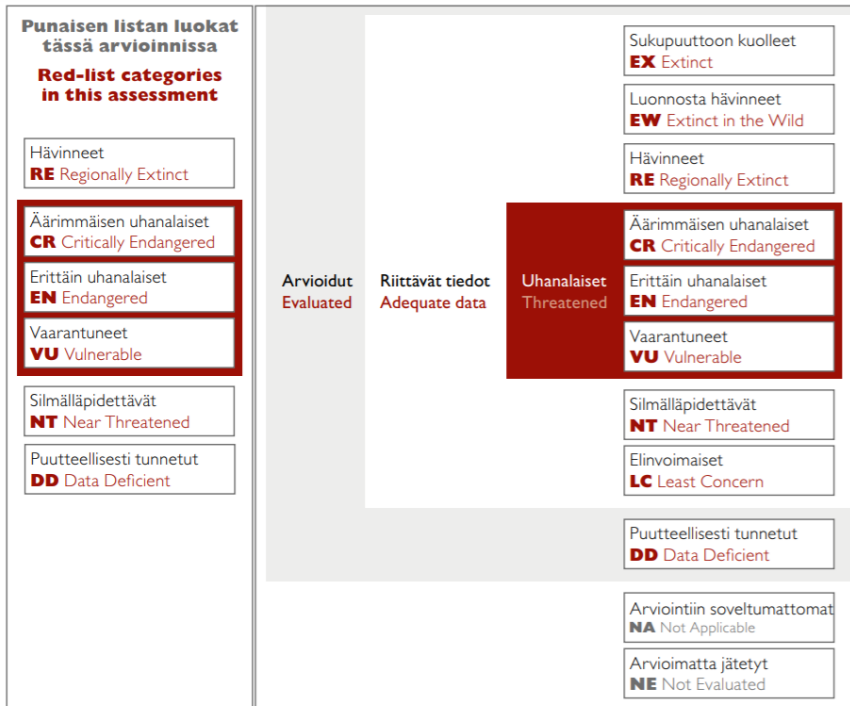 Punaisen listan luokat
tässä arvioinnissa
Red-list categories
in this assessment
Hävinneet
RE Regionally Extinct
Äärimmäisen uhanalaiset
CR Critically Endangered
Erittäin uhanalaiset
EN Endangered
Vaarantuneet
VU Vulnerable
Silmälläpidettävät
NT Near Threatened
Puutteellisesti tunnetut
DD Data Deficient
Arvioidut
Evaluated
Riittävät tiedot
Adequate data
Uhanalaiset
Threatened
Sukupuuttoon kuolleet
EX Extinct
Luonnosta hävinneet
EW Extinct in the Wild
Hävinneet
RE Regionally Extinct
Äärimmäisen uhanalaiset
CR Critically Endangered
Erittäin uhanalaiset
EN Endangered
Vaarantuneet
VU Vulnerable
Silmälläpidettävät
NT Near Threatened
Elinvoimaiset
LC Least Concern
Puutteellisesti tunnetut
DD Data Deficient
Arviointiin soveltumattomat
NA Not Applicable
Arvioimatta jätetyt
NE Not Evaluated